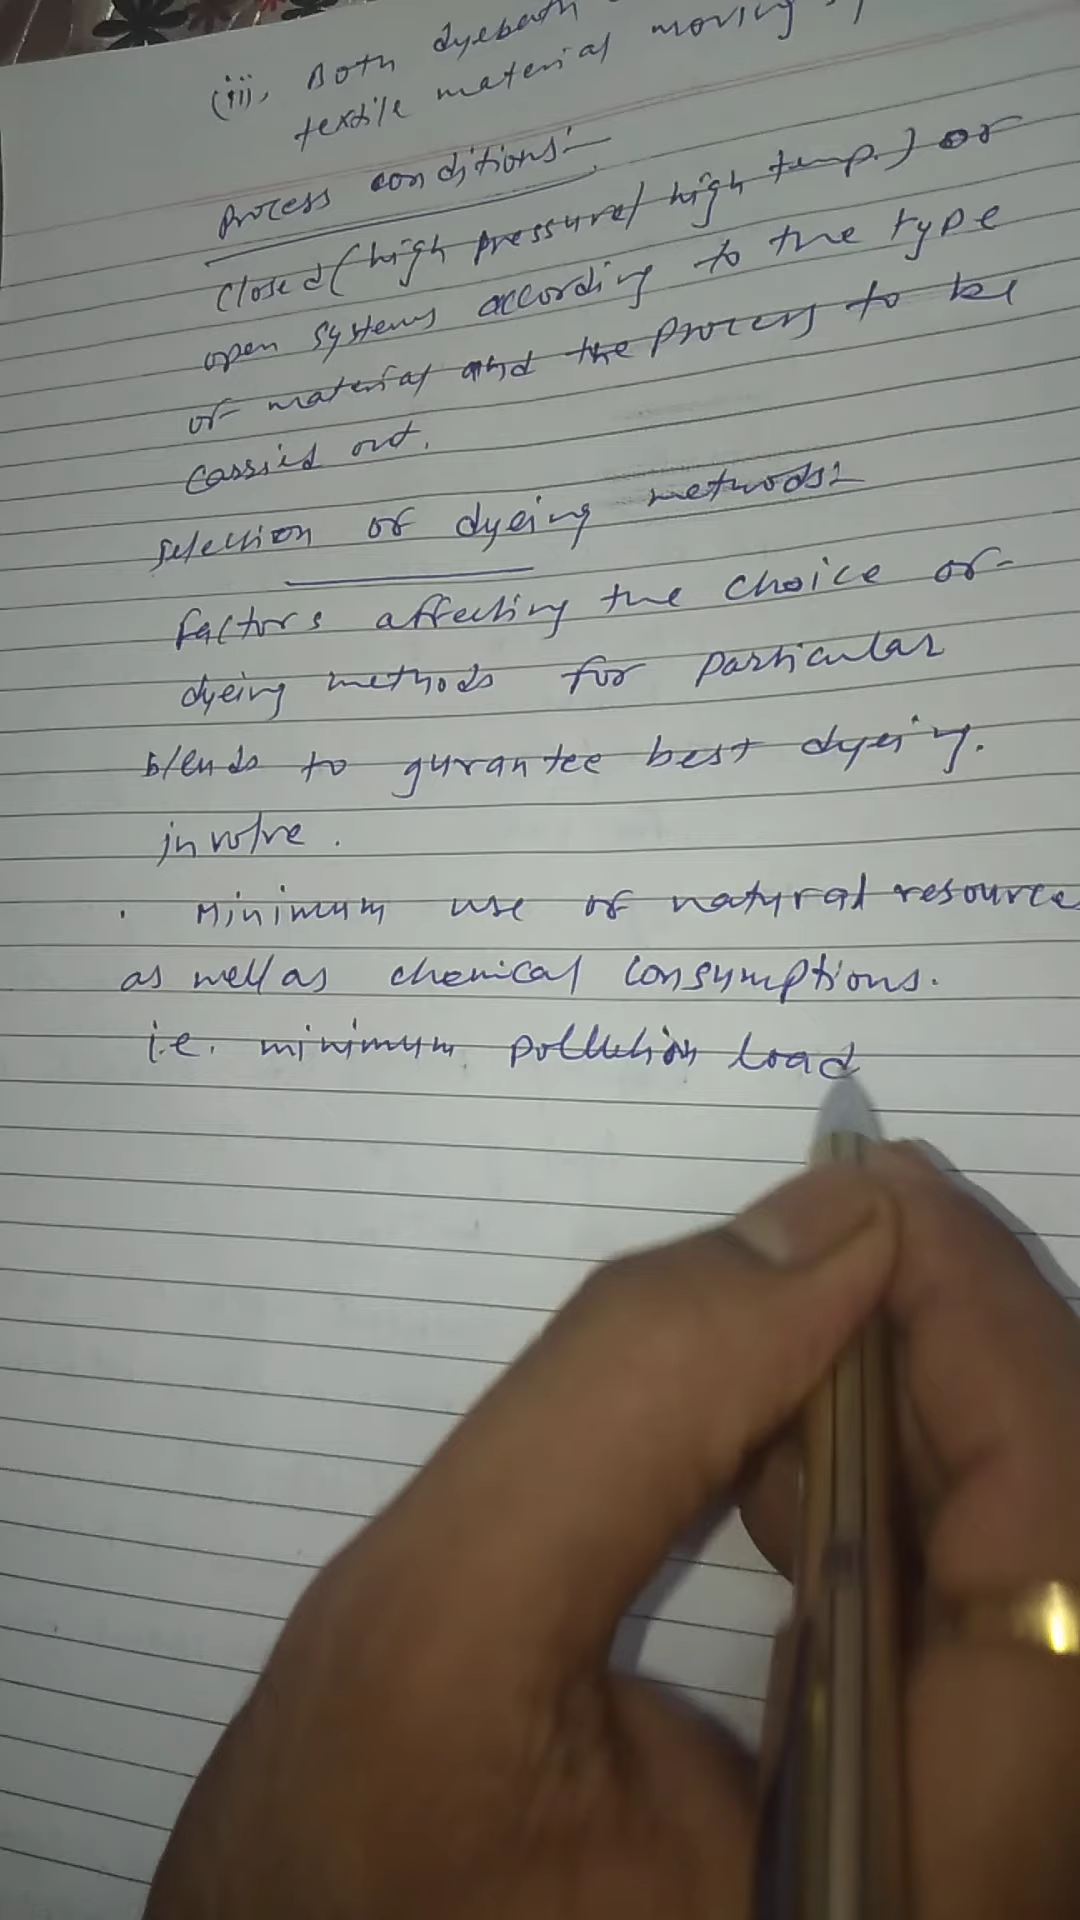 (iii), Both dyebath
textile material moving
Process conditions:-
closed (high pressure/ high temp.) or
open systems according to the type
of material and the process to be
carried out.
selection of dyeing methods:-
factors affecting the choice of
dyeing methods for particular
blends to gurantee best dyeing.
involve.
. Minimum use of natural resource
as well as chemical consumptions.
i.e. minimum pollution load